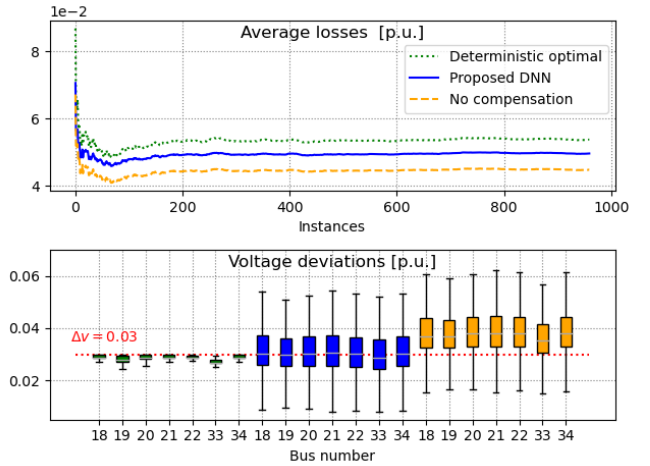 1e−2
Average losses [p.u.]
8
6
4
Deterministic optimal
Proposed DNN
No compensation
0 200 400 600 800 1000
Instances
Voltage deviations [p.u.]
0.06
0.04
0.02
Δv = 0.03
18 19 20 21 22 33 34 18 19 20 21 22 33 34 18 19 20 21 22 33 34
Bus number